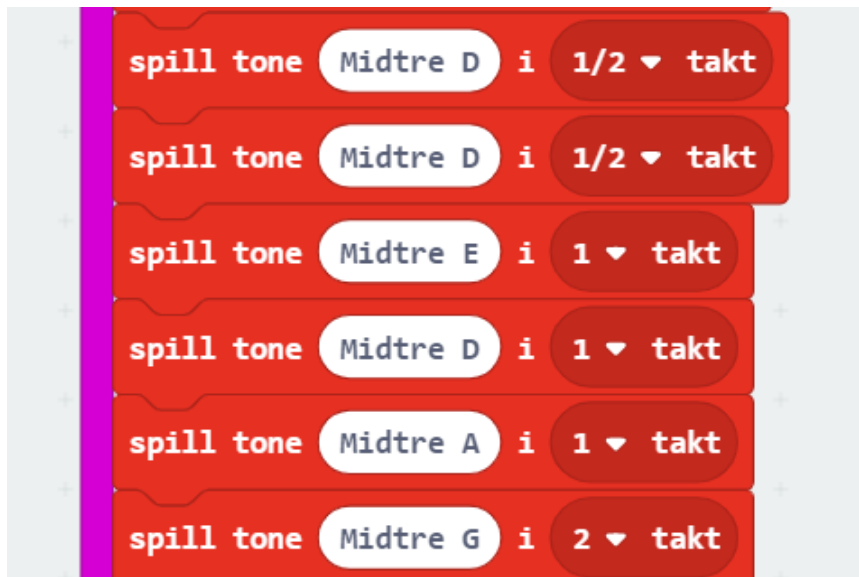 spill tone Midtre D i 1/2 takt
spill tone Midtre D i 1/2 takt
spill tone Midtre E i 1 takt
spill tone Midtre D i 1 takt
spill tone Midtre A i 1 takt
spill tone Midtre G i 2 takt